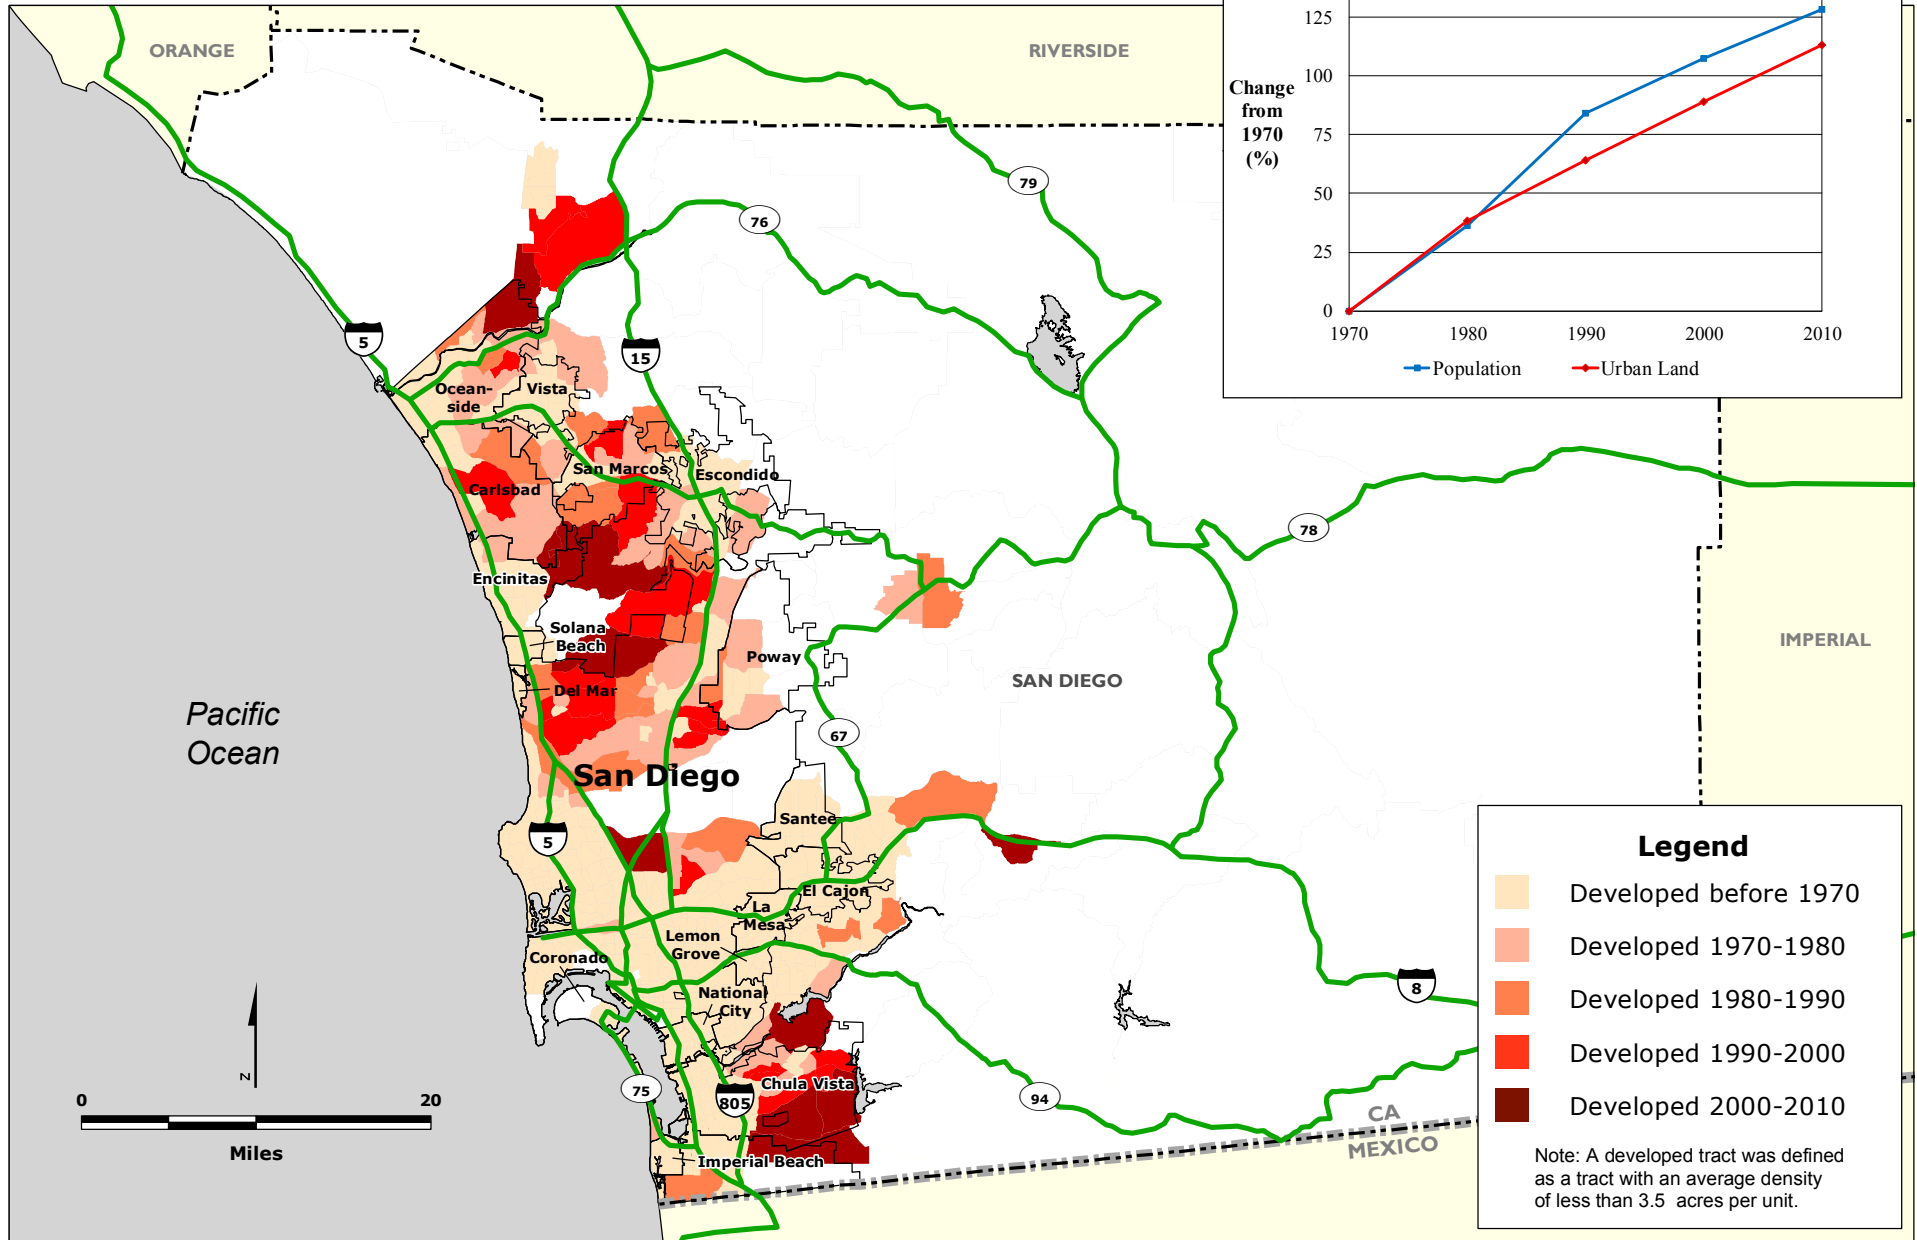 ORANGE
RIVERSIDE
125
100
75
50
25
0
Change
from
1970
(%)
1970 1980 1990 2000 2010
Population Urban Land
79
76
5
15
Ocean-
side
Vista
San Marcos
Escondido
Carlsbad
78
Encinitas
Solana
Beach
Poway
IMPERIAL
SAN DIEGO
Del Mar
Pacific
Ocean
67
San Diego
Santee
5
El Cajon
La
Mesa
Lemon
Grove
Coronado
National
City
8
75
805
Chula Vista
94
CA
MEXICO
Imperial Beach
N
0 20
Miles
Legend
Developed before 1970
Developed 1970-1980
Developed 1980-1990
Developed 1990-2000
Developed 2000-2010
Note: A developed tract was defined
as a tract with an average density
of less than 3.5 acres per unit.